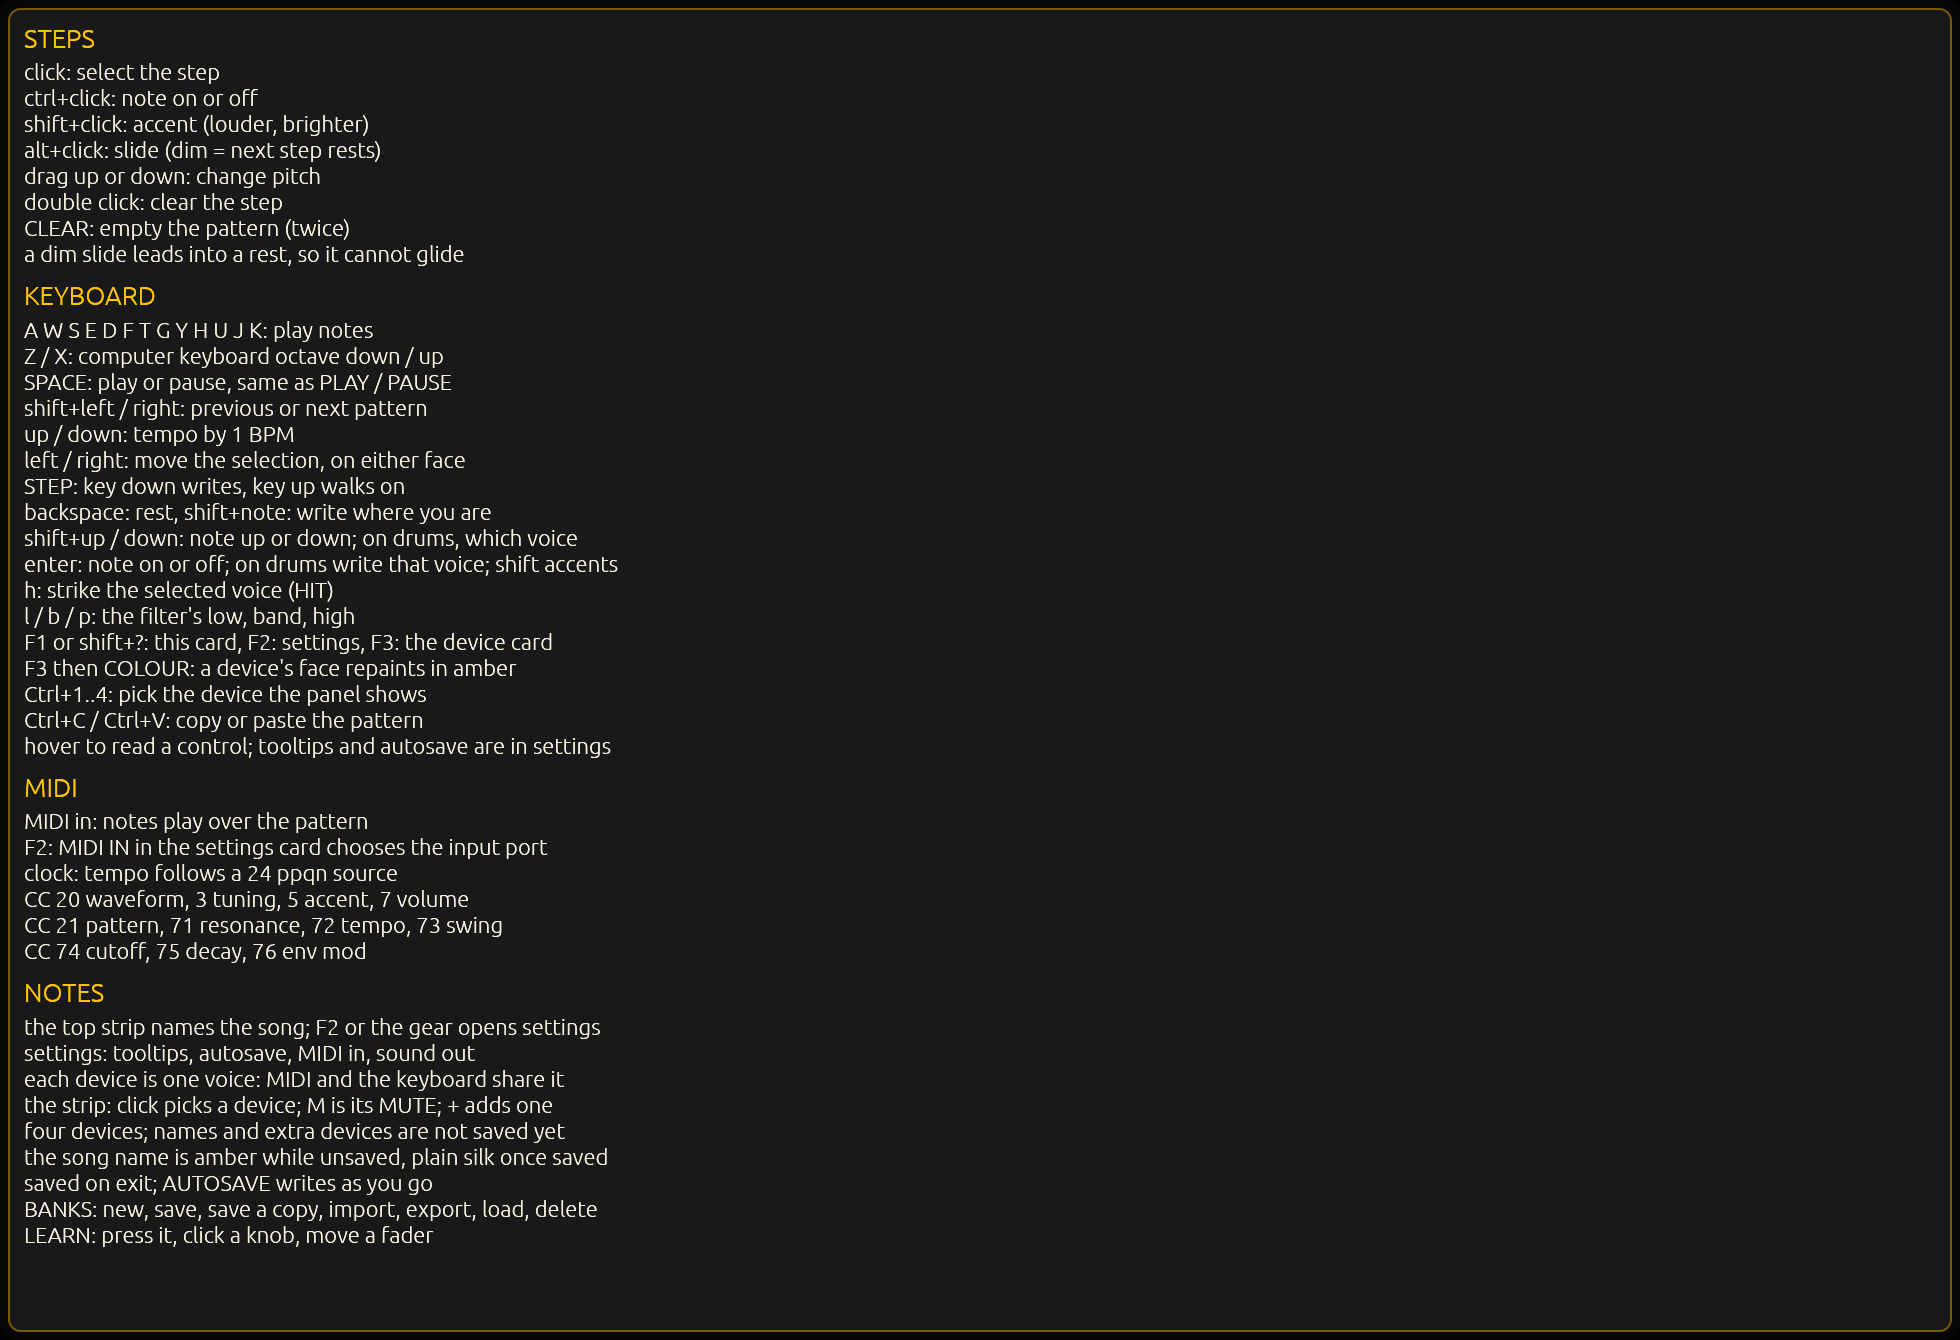 STEPS
click: select the step
ctrl+click: note on or off
shift+click: accent (louder, brighter)
alt+click: slide (dim = next step rests)
drag up or down: change pitch
double click: clear the step
CLEAR: empty the pattern (twice)
a dim slide leads into a rest, so it cannot glide
KEYBOARD
A W S E D F T G Y H U J K: play notes
Z / X: computer keyboard octave down / up
SPACE: play or pause, same as PLAY / PAUSE
shift+left / right: previous or next pattern
up / down: tempo by 1 BPM
left / right: move the selection, on either face
STEP: key down writes, key up walks on
backspace: rest, shift+note: write where you are
shift+up / down: note up or down; on drums, which voice
enter: note on or off; on drums write that voice; shift accents
h: strike the selected voice (HIT)
l / b / p: the filter's low, band, high
F1 or shift+?: this card, F2: settings, F3: the device card
F3 then COLOUR: a device's face repaints in amber
Ctrl+1..4: pick the device the panel shows
Ctrl+C / Ctrl+V: copy or paste the pattern
hover to read a control; tooltips and autosave are in settings
MIDI
MIDI in: notes play over the pattern
F2: MIDI IN in the settings card chooses the input port
clock: tempo follows a 24 ppqn source
CC 20 waveform, 3 tuning, 5 accent, 7 volume
CC 21 pattern, 71 resonance, 72 tempo, 73 swing
CC 74 cutoff, 75 decay, 76 env mod
NOTES
the top strip names the song; F2 or the gear opens settings
settings: tooltips, autosave, MIDI in, sound out
each device is one voice: MIDI and the keyboard share it
the strip: click picks a device; M is its MUTE; + adds one
four devices; names and extra devices are not saved yet
the song name is amber while unsaved, plain silk once saved
saved on exit; AUTOSAVE writes as you go
BANKS: new, save, save a copy, import, export, load, delete
LEARN: press it, click a knob, move a fader